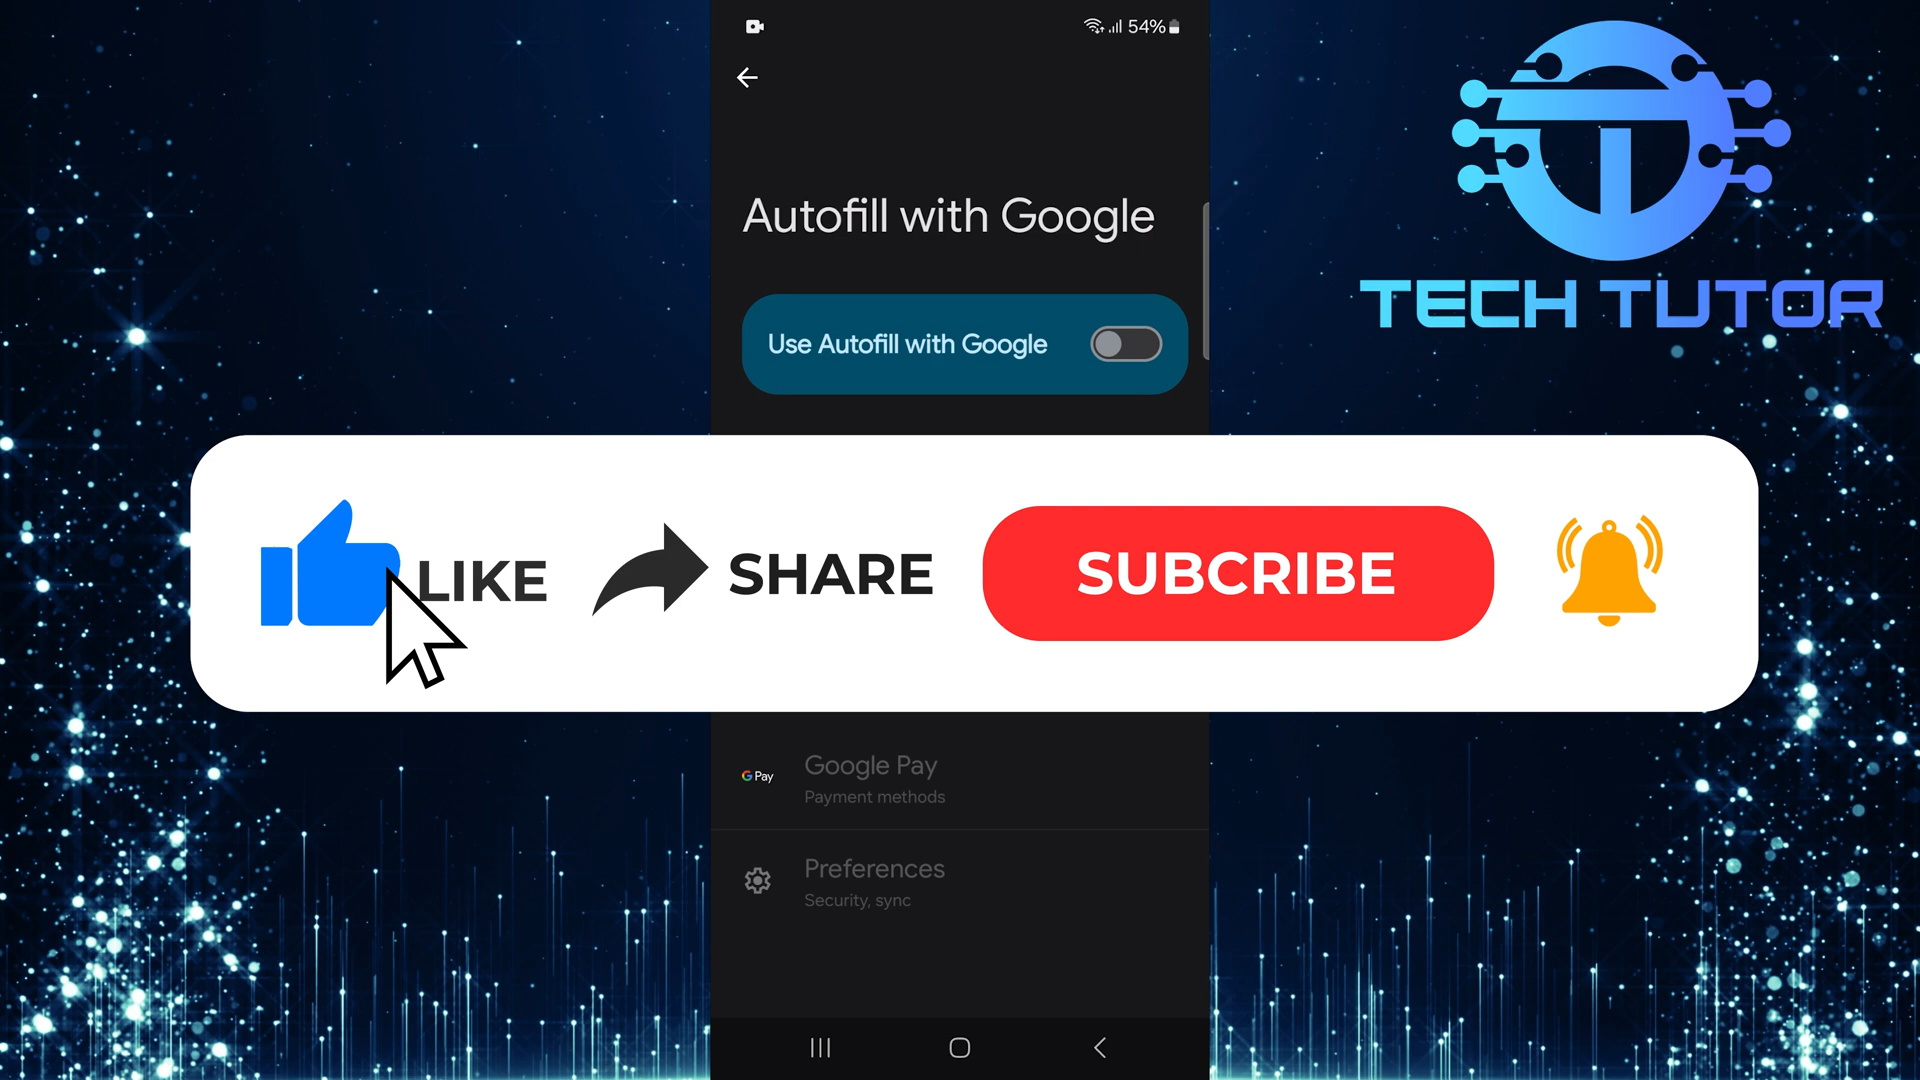 54%
Autofill with Google
Use Autofill with Google
TECH TUTOR
LIKE
SHARE
SUBCRIBE
G Pay
Google Pay
Payment methods
Preferences
Security, sync